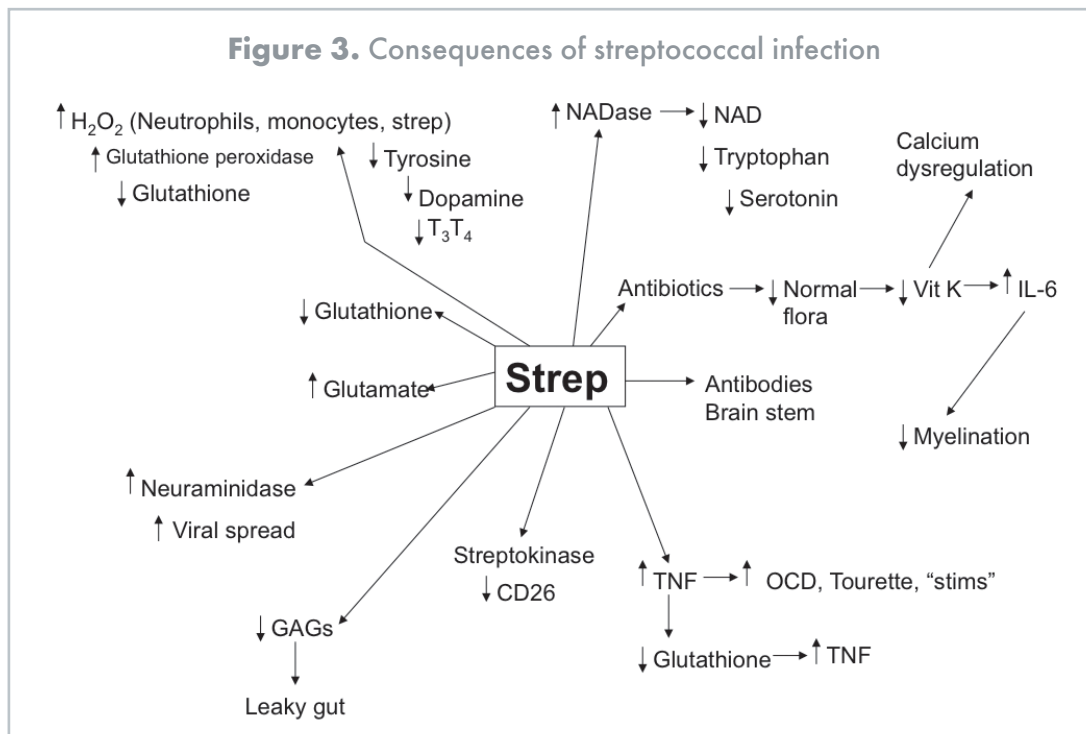 Figure 3. Consequences of streptococcal infection
↑ H₂O₂ (Neutrophils, monocytes, strep)
↑ Glutathione peroxidase
↓ Glutathione
↓ Tyrosine
↓ Dopamine
↓ T₃T₄
↑ NADase → ↓ NAD
↓ Tryptophan
↓ Serotonin
Calcium
dysregulation
Antibiotics → ↓ Normal → ↓ Vit K → ↑ IL-6
flora
↓ Glutathione
Strep
↑ Glutamate
Antibodies
Brain stem
↓ Myelination
↑ Neuraminidase
↑ Viral spread
Streptokinase
↓ CD26
↑ TNF → ↑ OCD, Tourette, “stims”
↓ GAGs
↓ Glutathione → ↑ TNF
Leaky gut